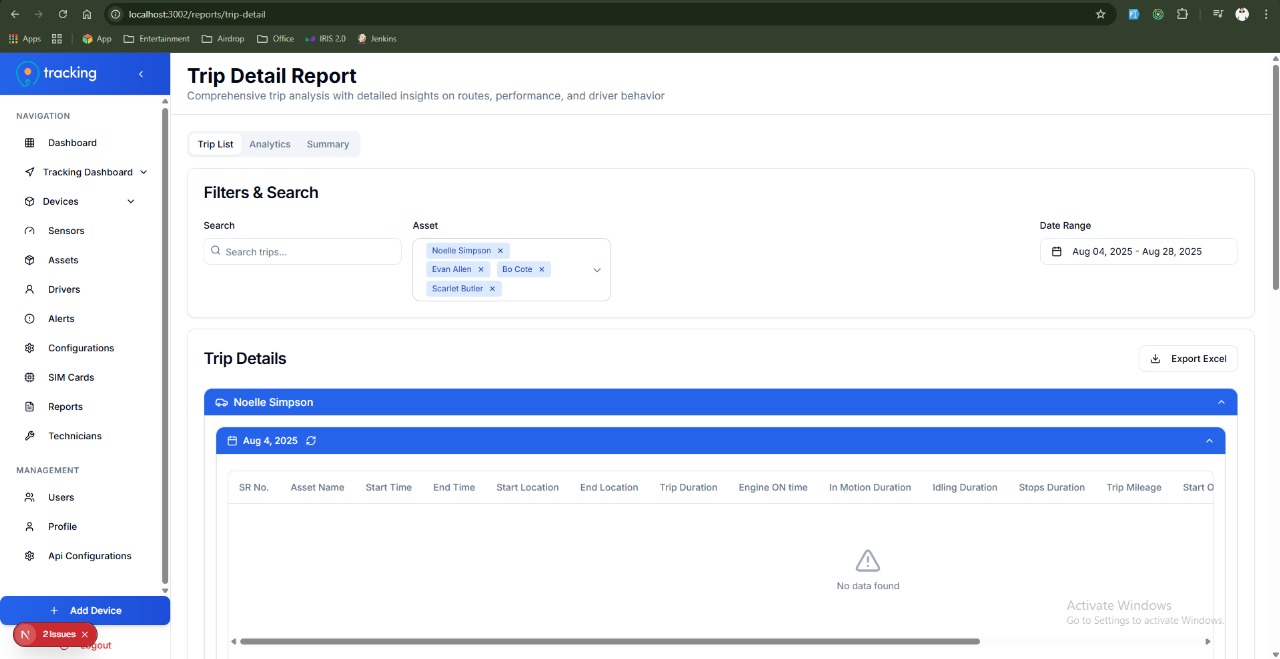 localhost:3002/reports/trip-detail
Apps App Entertainment Airdrop Office IRIS 2.0 Jenkins
tracking
NAVIGATION
Dashboard
Tracking Dashboard
Devices
Sensors
Assets
Drivers
Alerts
Configurations
SIM Cards
Reports
Technicians
MANAGEMENT
Users
Profile
Api Configurations
Add Device
N 2 Issues
Logout
Trip Detail Report
Comprehensive trip analysis with detailed insights on routes, performance, and driver behavior
Trip List Analytics Summary
Filters & Search
Search Asset Date Range
Search trips...
Noelle Simpson
Evan Allen Bo Cote
Scarlet Butler
Aug 04, 2025 - Aug 28, 2025
Trip Details
Export Excel
Noelle Simpson
Aug 4, 2025
SR No. Asset Name Start Time End Time Start Location End Location Trip Duration Engine ON time In Motion Duration Idling Duration Stops Duration Trip Mileage Start O
No data found
Activate Windows
Go to Settings to activate Windows.